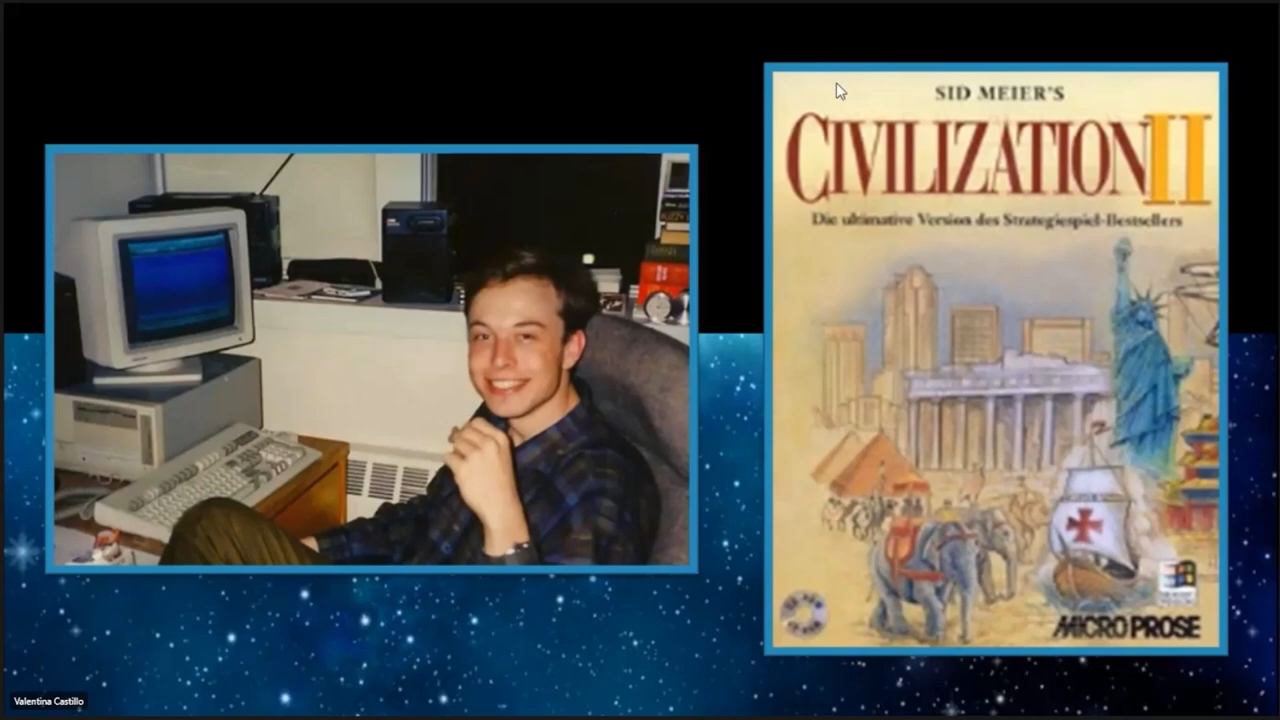 SID MEIER'S
CIVILIZATION II
Die ultimative Version des Strategiespiel-Bestsellers
MICROPROSE
Valentina Castillo